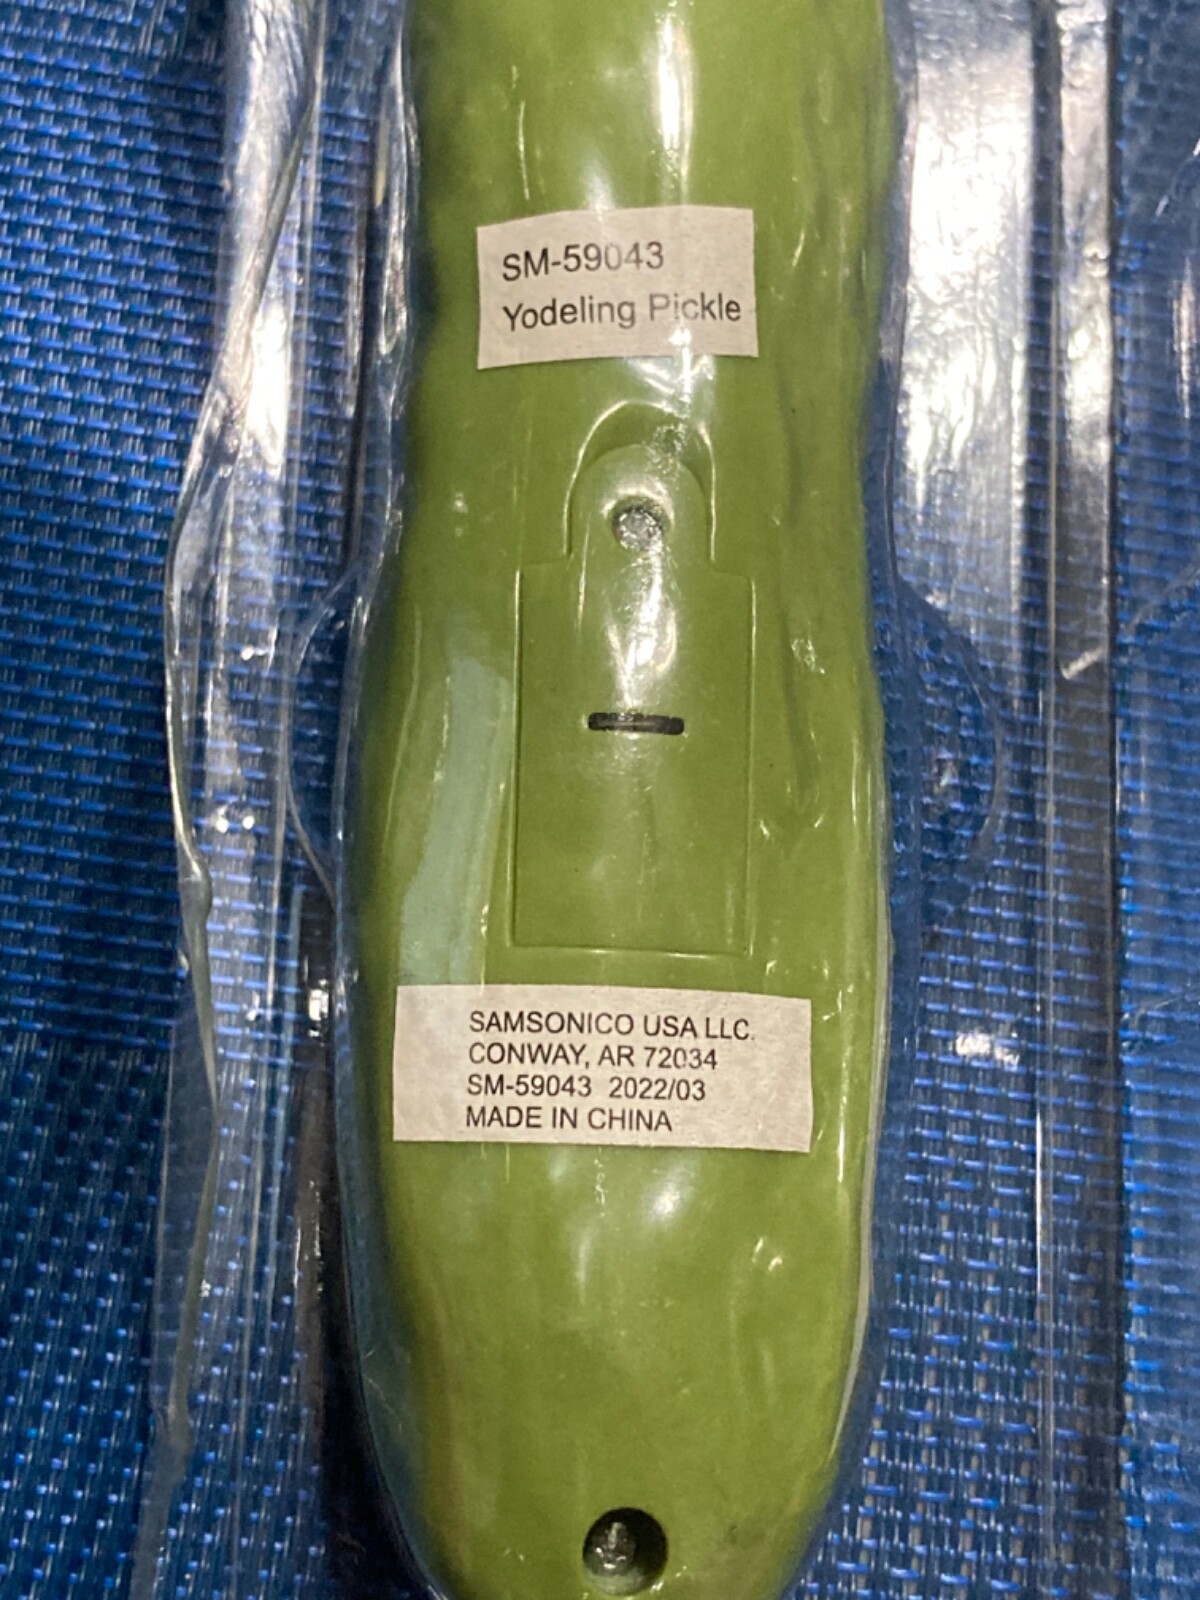 SM-59043
Yodeling Pickle
SAMSONICO USA LLC.
CONWAY, AR 72034
SM-59043 2022/03
MADE IN CHINA